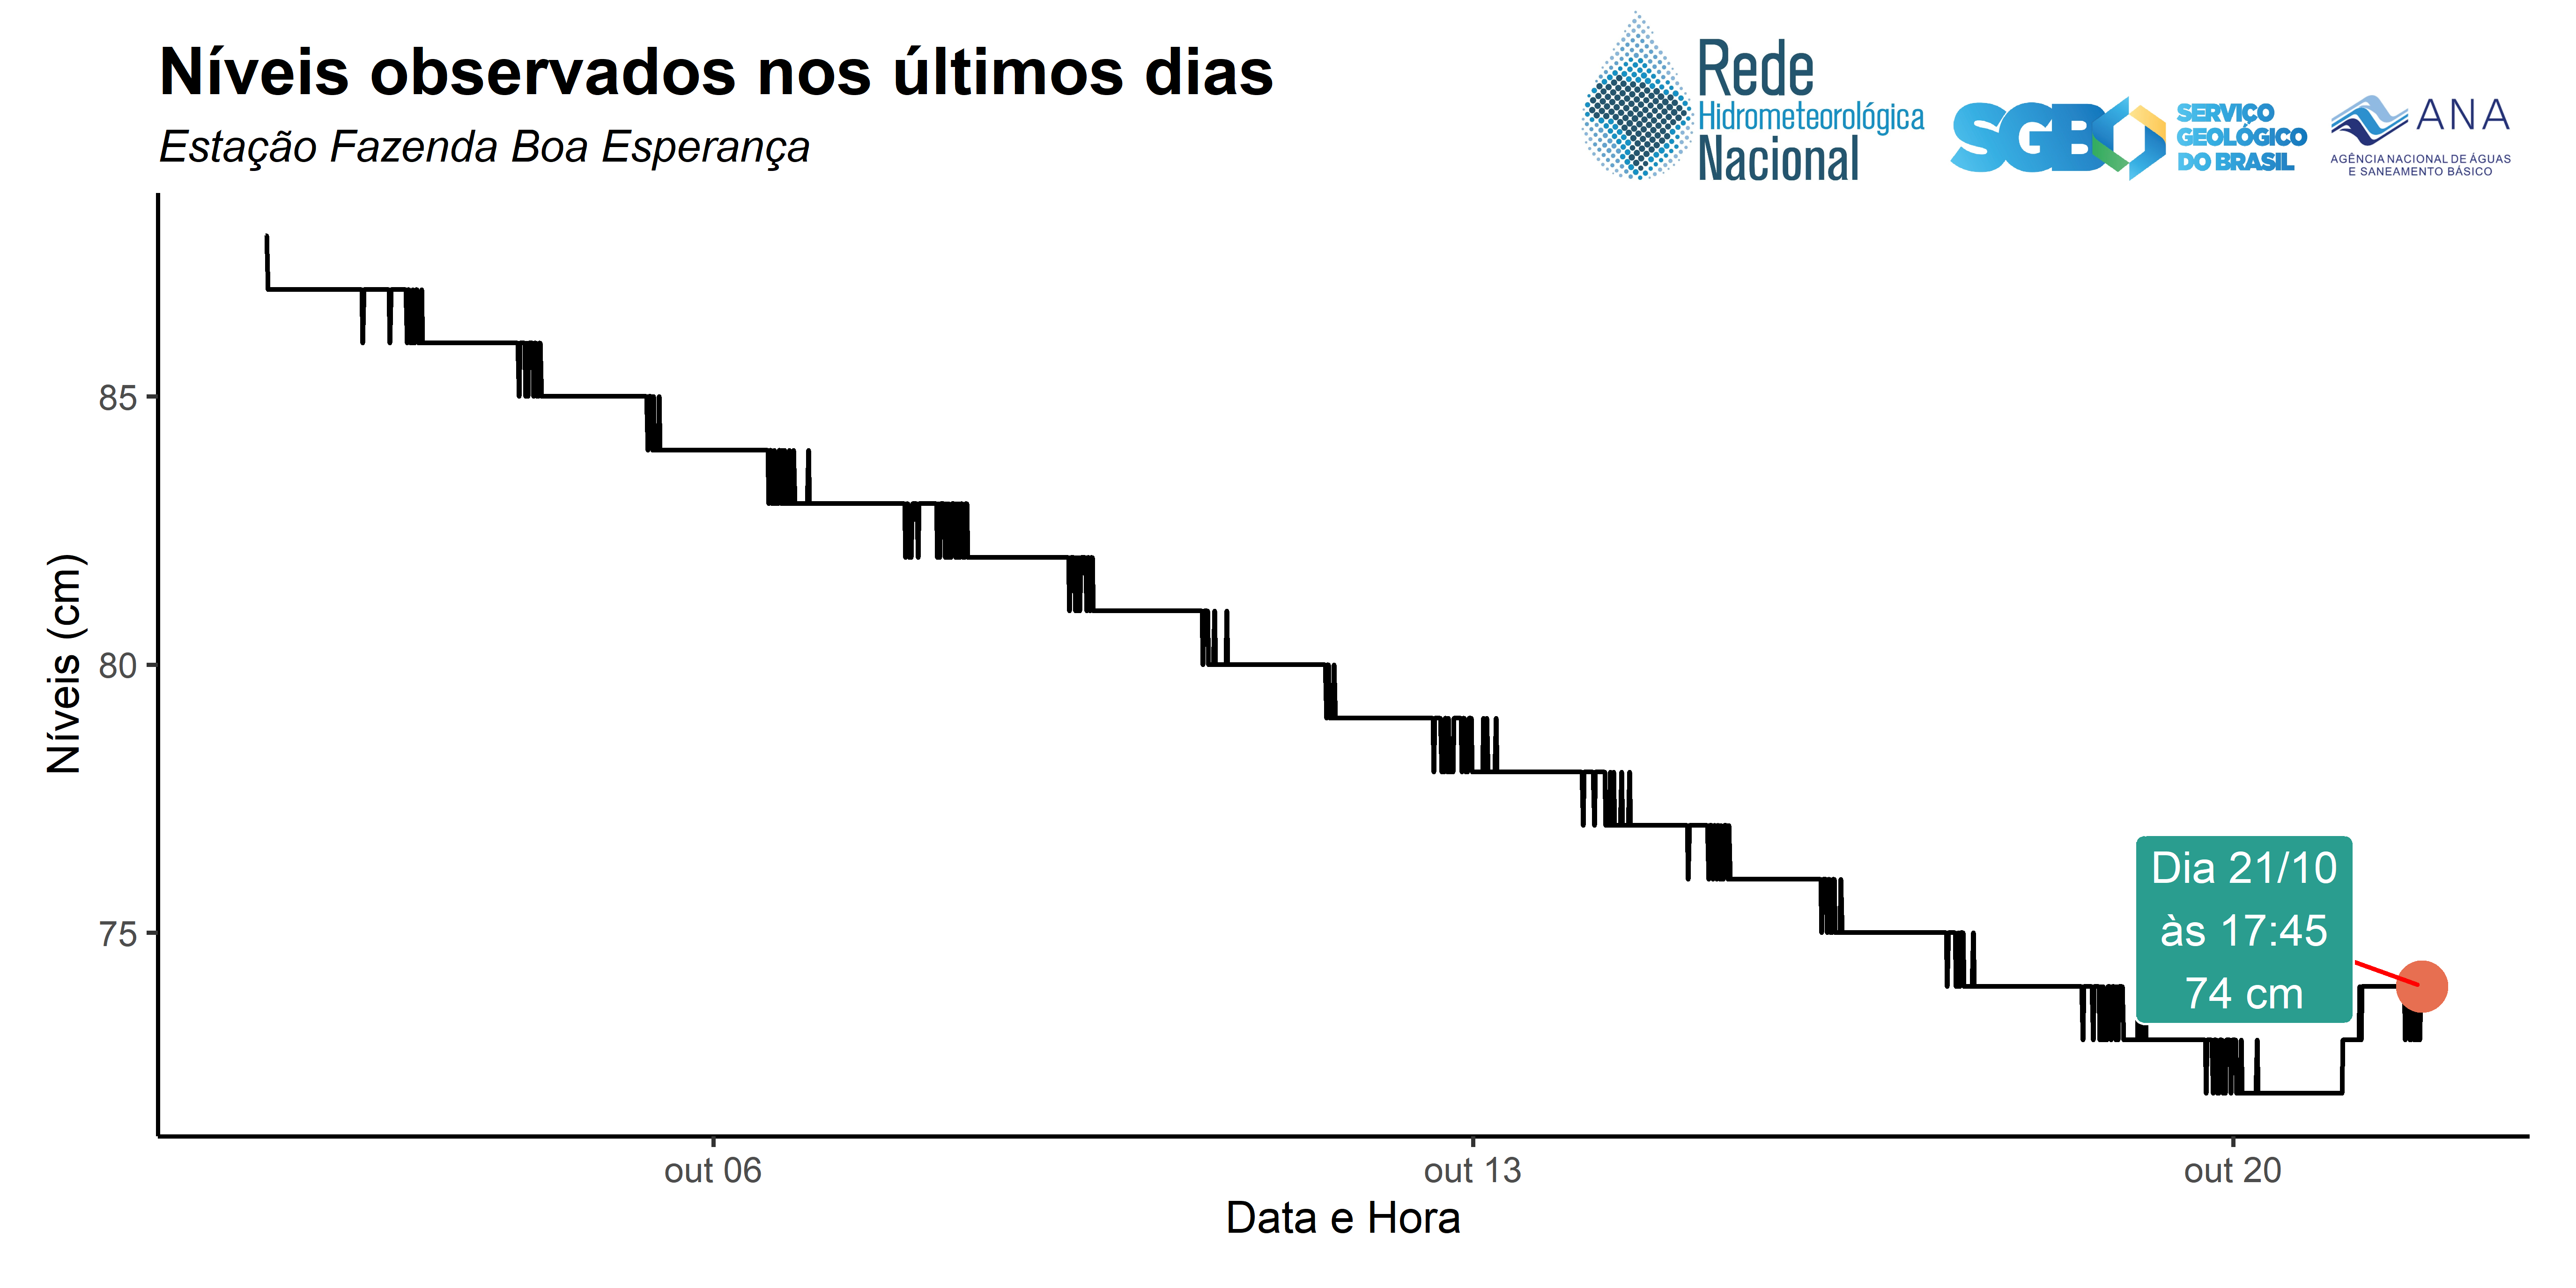 Níveis observados nos últimos dias
Estação Fazenda Boa Esperança
Rede
Hidrometeorológica
Nacional
SGB
SERVIÇO
GEOLÓGICO
DO BRASIL
ANA
AGÊNCIA NACIONAL DE ÁGUAS
E SANEAMENTO BÁSICO
Níveis (cm)
85
80
75
Dia 21/10
às 17:45
74 cm
out 06
out 13
out 20
Data e Hora